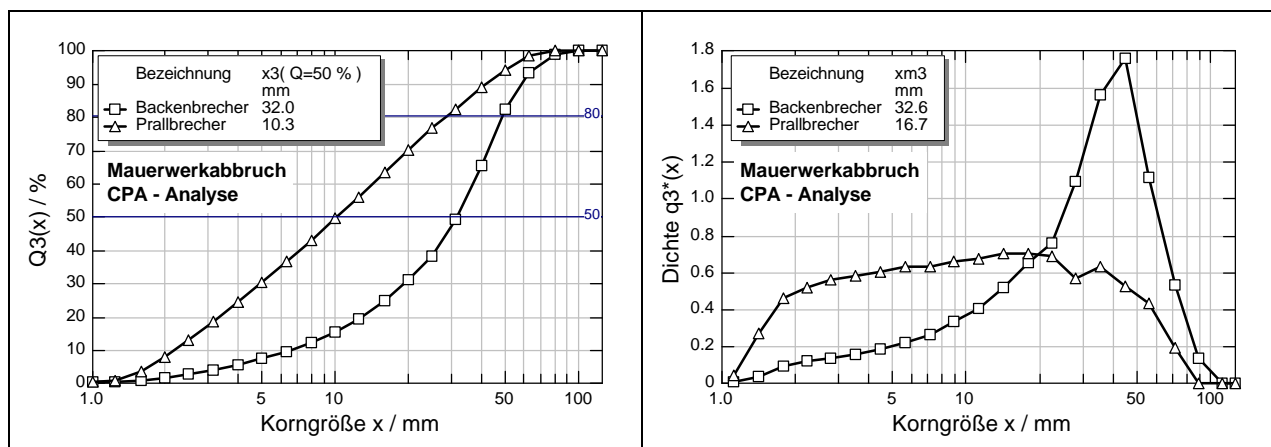 100
90
80
70
60
50
40
30
20
10
0
Q3(x) / %
Bezeichnung x3( Q=50 % )
mm
Backenbrecher 32.0
Prallbrecher 10.3
Mauerwerkabbruch
CPA - Analyse
80
50
1.0 5 10 50 100
Korngröße x / mm
1.8
1.6
1.4
1.2
1.0
0.8
0.6
0.4
0.2
0
Dichte q3*(x)
Bezeichnung xm3
mm
Backenbrecher 32.6
Prallbrecher 16.7
Mauerwerkabbruch
CPA - Analyse
1.0 5 10 50 100
Korngröße x / mm